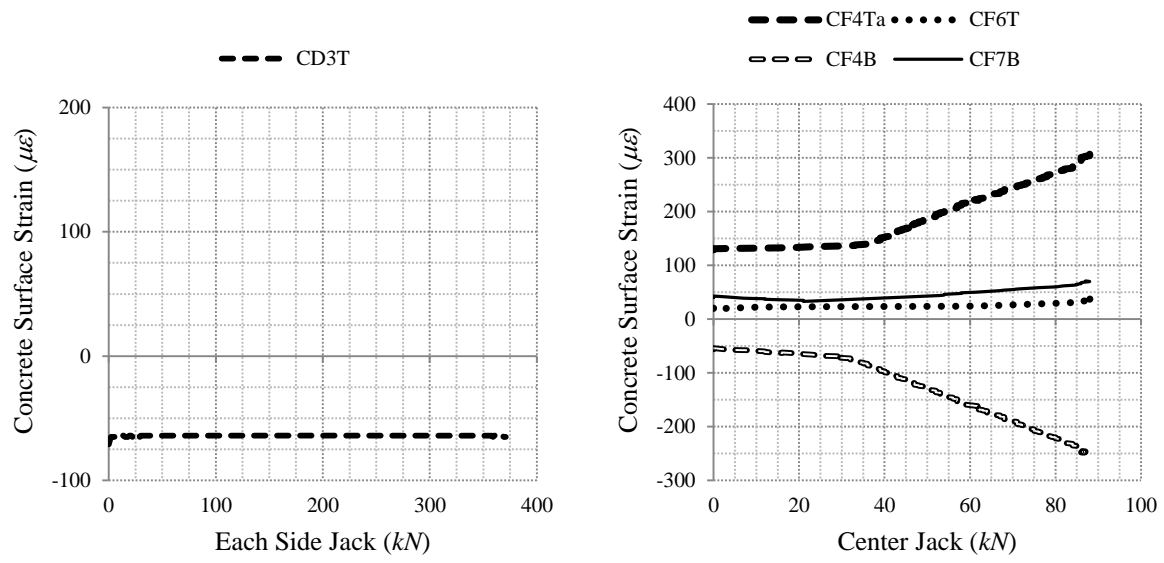 CD3T
200
100
0
-100
0
100
200
300
400
Concrete Surface Strain (με)
Each Side Jack (kN)
CF4Ta
CF6T
CF4B
CF7B
400
300
200
100
0
-100
-200
-300
0
20
40
60
80
100
Concrete Surface Strain (με)
Center Jack (kN)